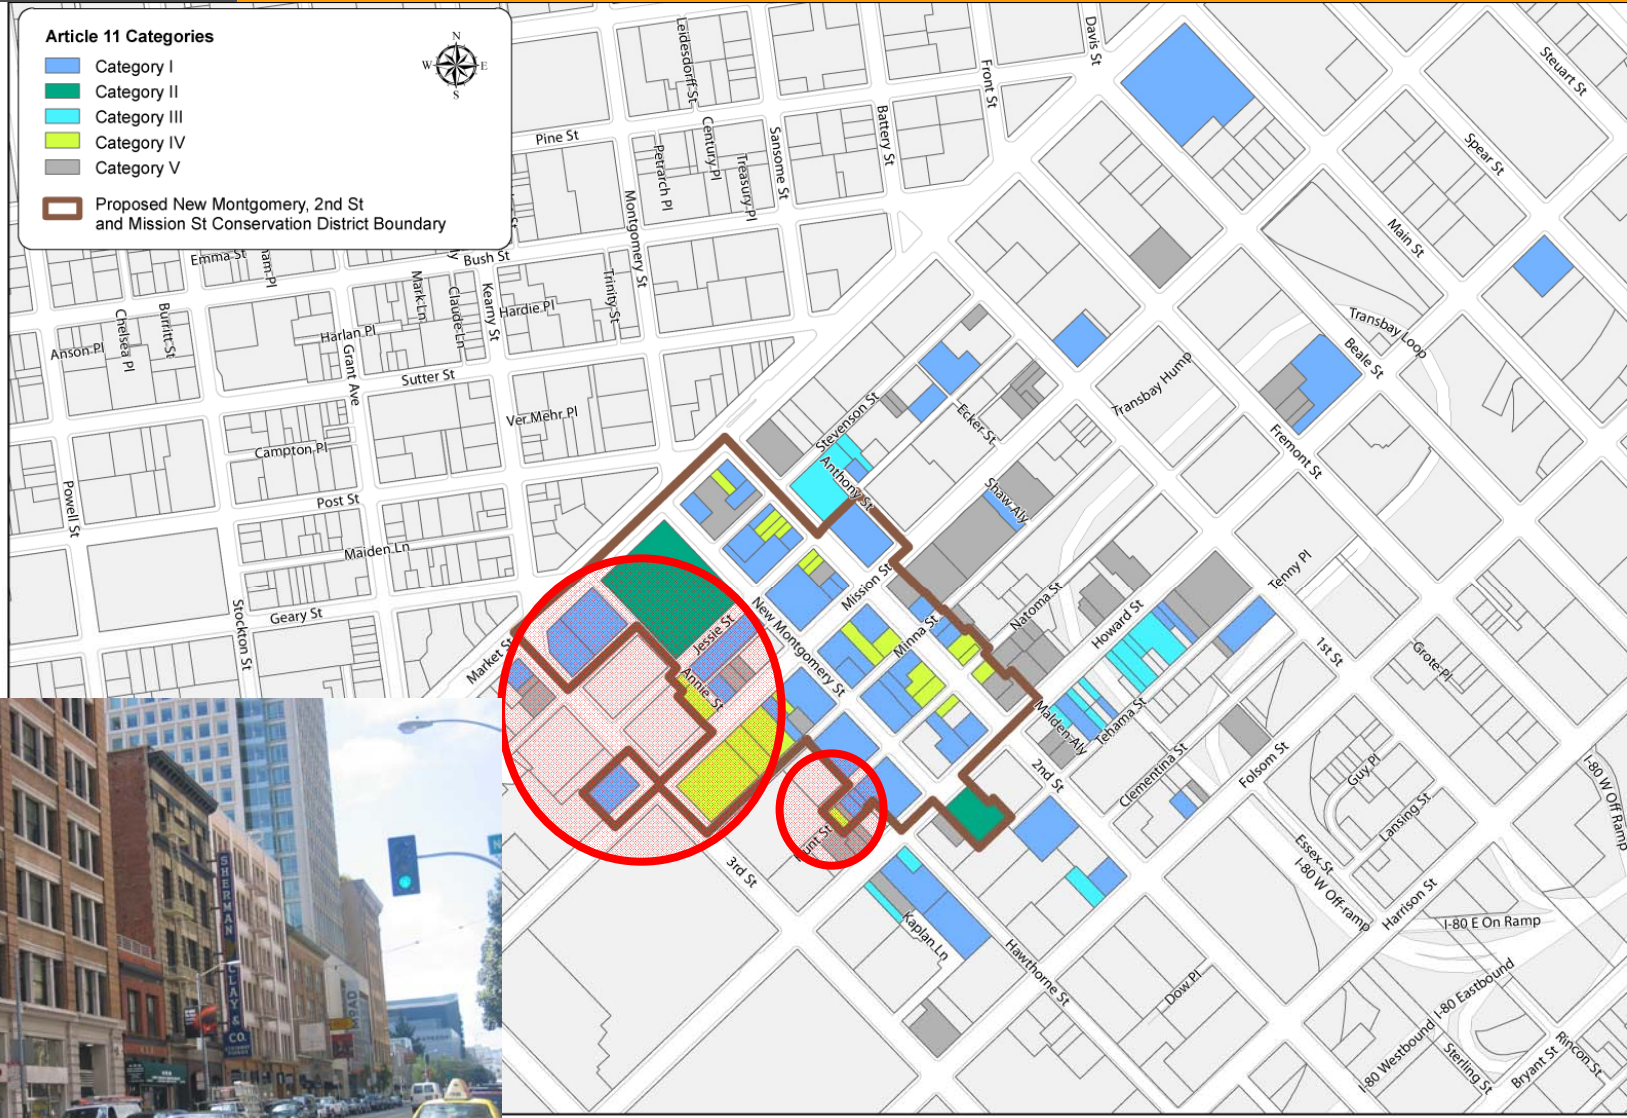 Article 11 Categories
Category I
Category II
Category III
Category IV
Category V
Proposed New Montgomery, 2nd St
and Mission St Conservation District Boundary
N
W
E
S
Leidesdorff St
Davis St
Front St
Steuart St
Pine St
Century Pl
Battery St
Sansome St
Petrarch Pl
Treasury Pl
Spear St
Montgomery St
Main St
Emma St
Bush St
Mark Ln
Claude Ln
Kearny St
Hardie Pl
Trinity St
Chelsea Pl
Burritt St
Anson Pl
Harlan Pl
Grant Ave
Sutter St
Transbay Loop
Beale St
Transbay Hump
Ver Mehr Pl
Stevenson St
Ecker St
Campton Pl
Fremont St
Anthony St
Powell St
Post St
Shaw Aly
Maiden Ln
Mission St
Natoma St
Tenny Pl
Geary St
Stockton St
New Montgomery St
Minna St
Howard St
Jessie St
Market St
1st St
Grote Pl
Annie St
Malden Aly
Tehama St
2nd St
Clementina St
Folsom St
Guy Pl
I-80 W Off Ramp
Lansing St
Essex St
I-80 W Off-ramp
3rd St
Harrison St
I-80 E On Ramp
Kaplan Ln
Hawthorne St
Dow Pl
I-80 Eastbound
I-80 Westbound
Sterling St
Bryant St
Rincon St
SHERMAN
CLAY &
CO.